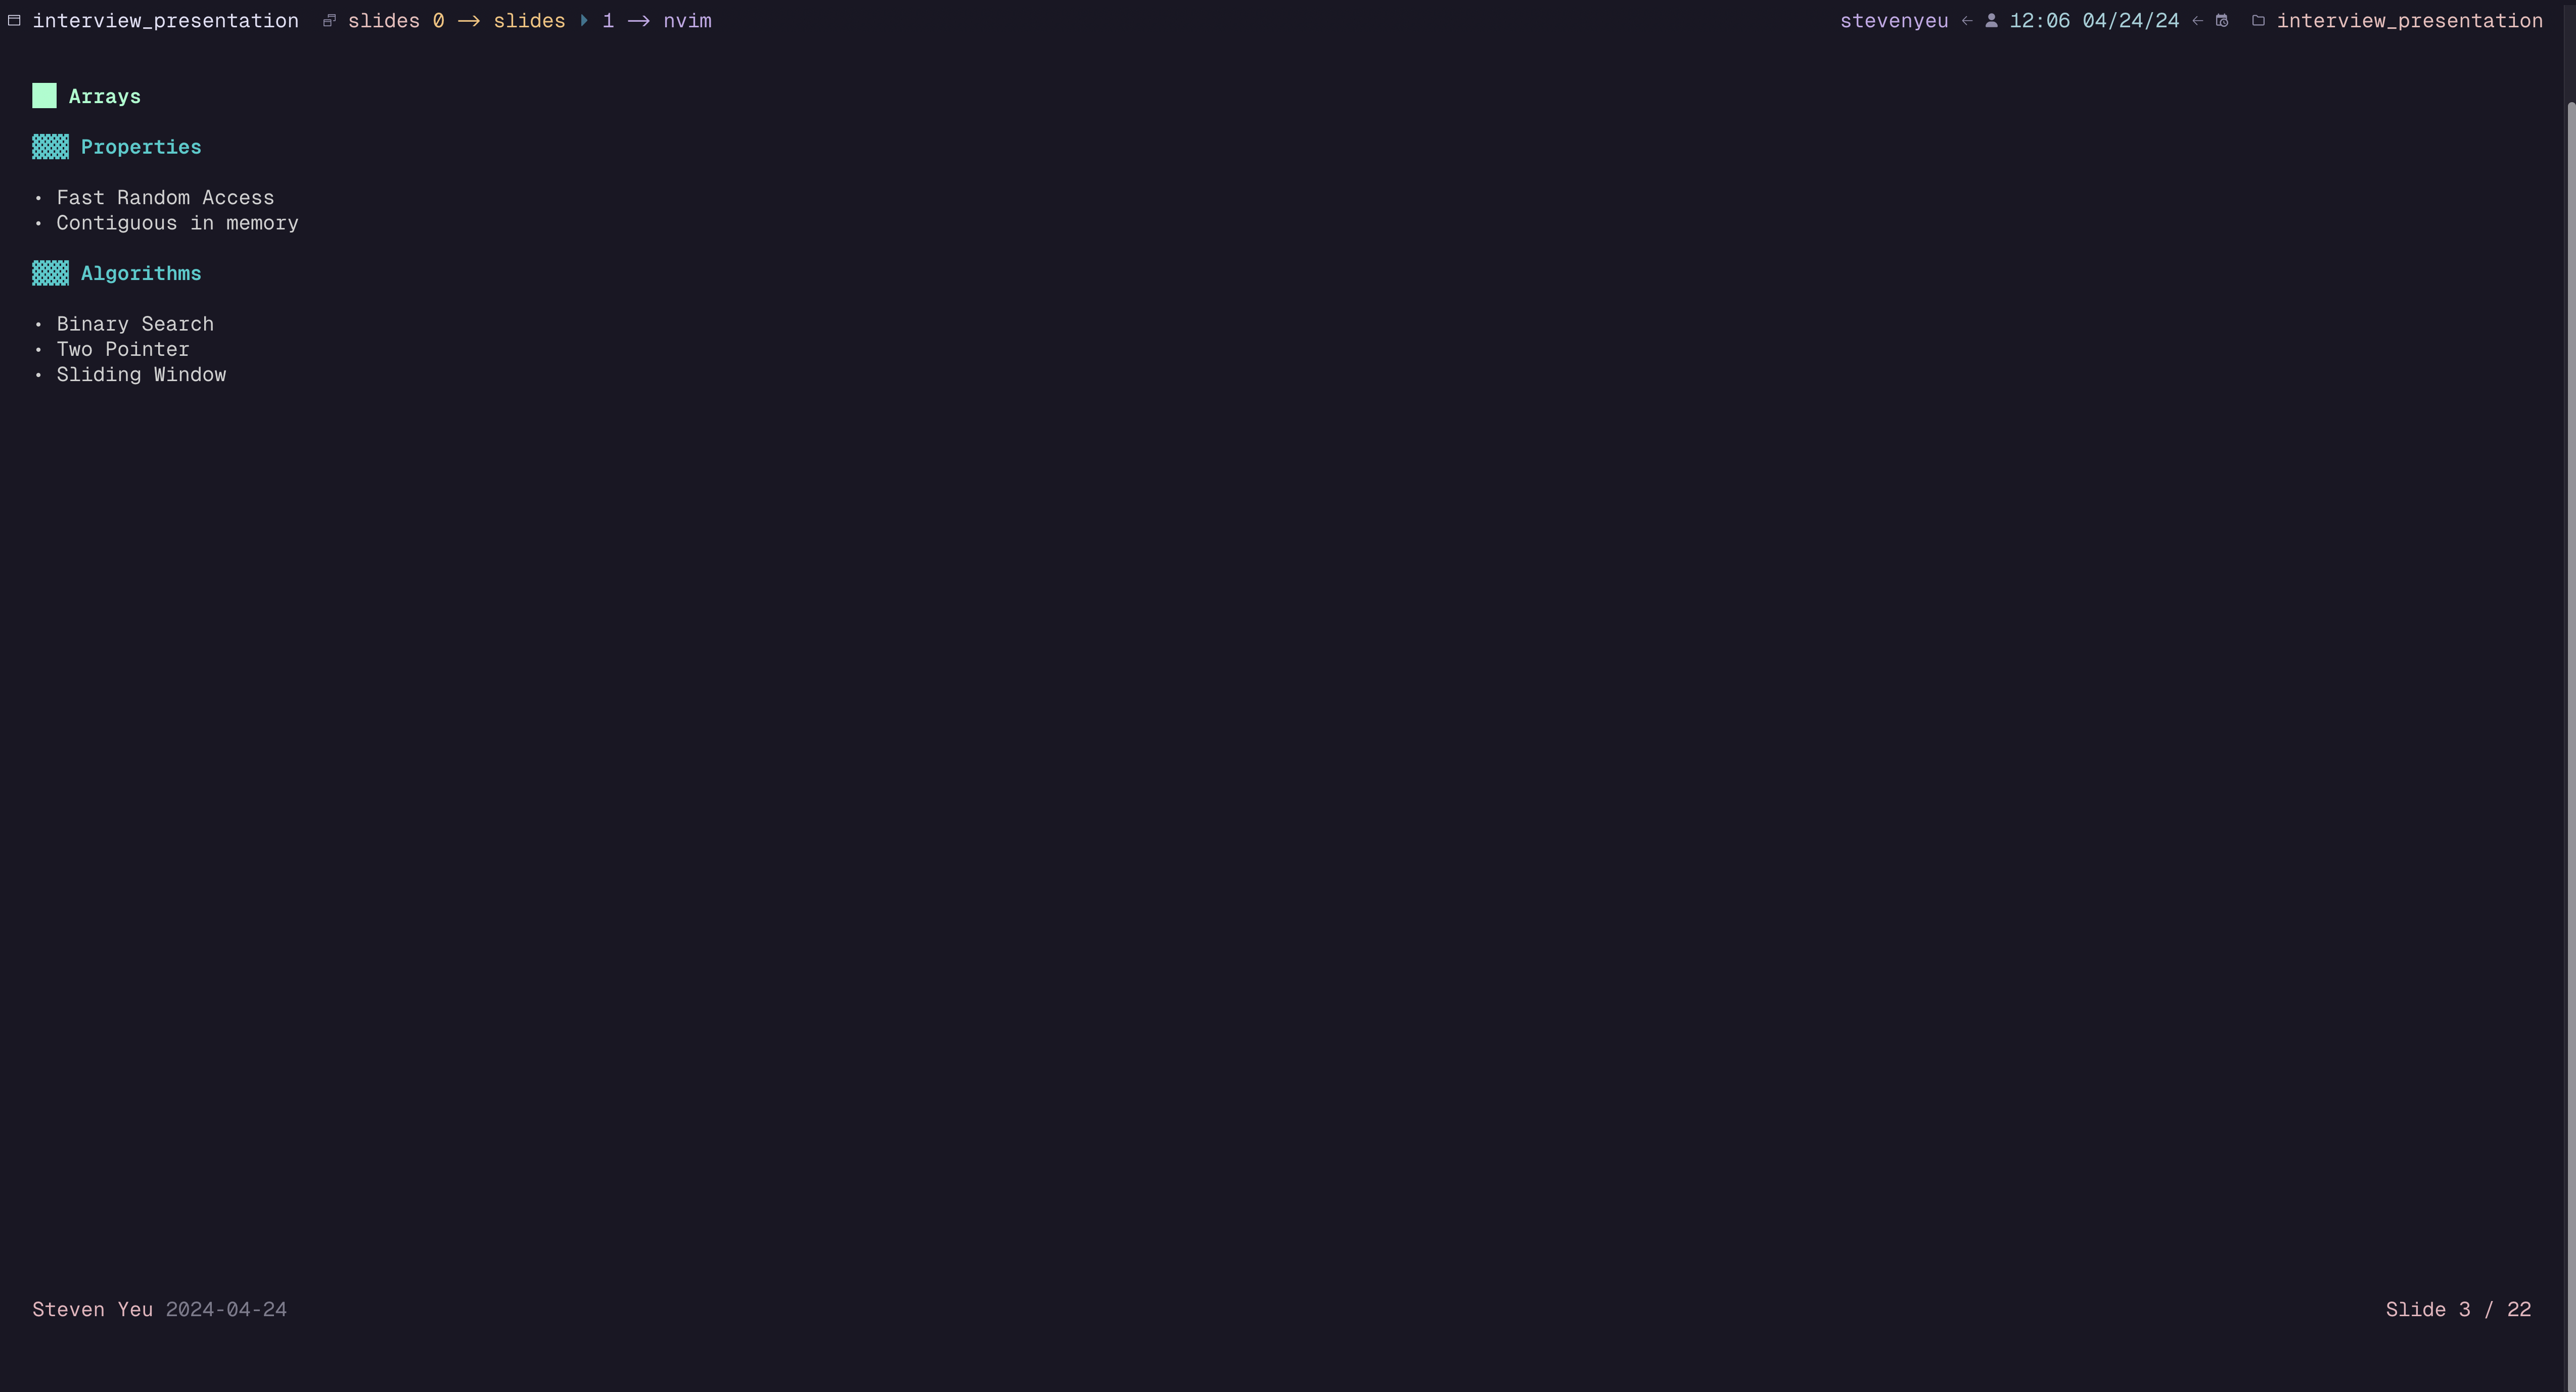 interview_presentation slides 0 → slides 1 → nvim stevenyeu ← 12:06 04/24/24 ← interview_presentation
Arrays
Properties
• Fast Random Access
• Contiguous in memory
Algorithms
• Binary Search
• Two Pointer
• Sliding Window
Steven Yeu 2024-04-24 Slide 3 / 22